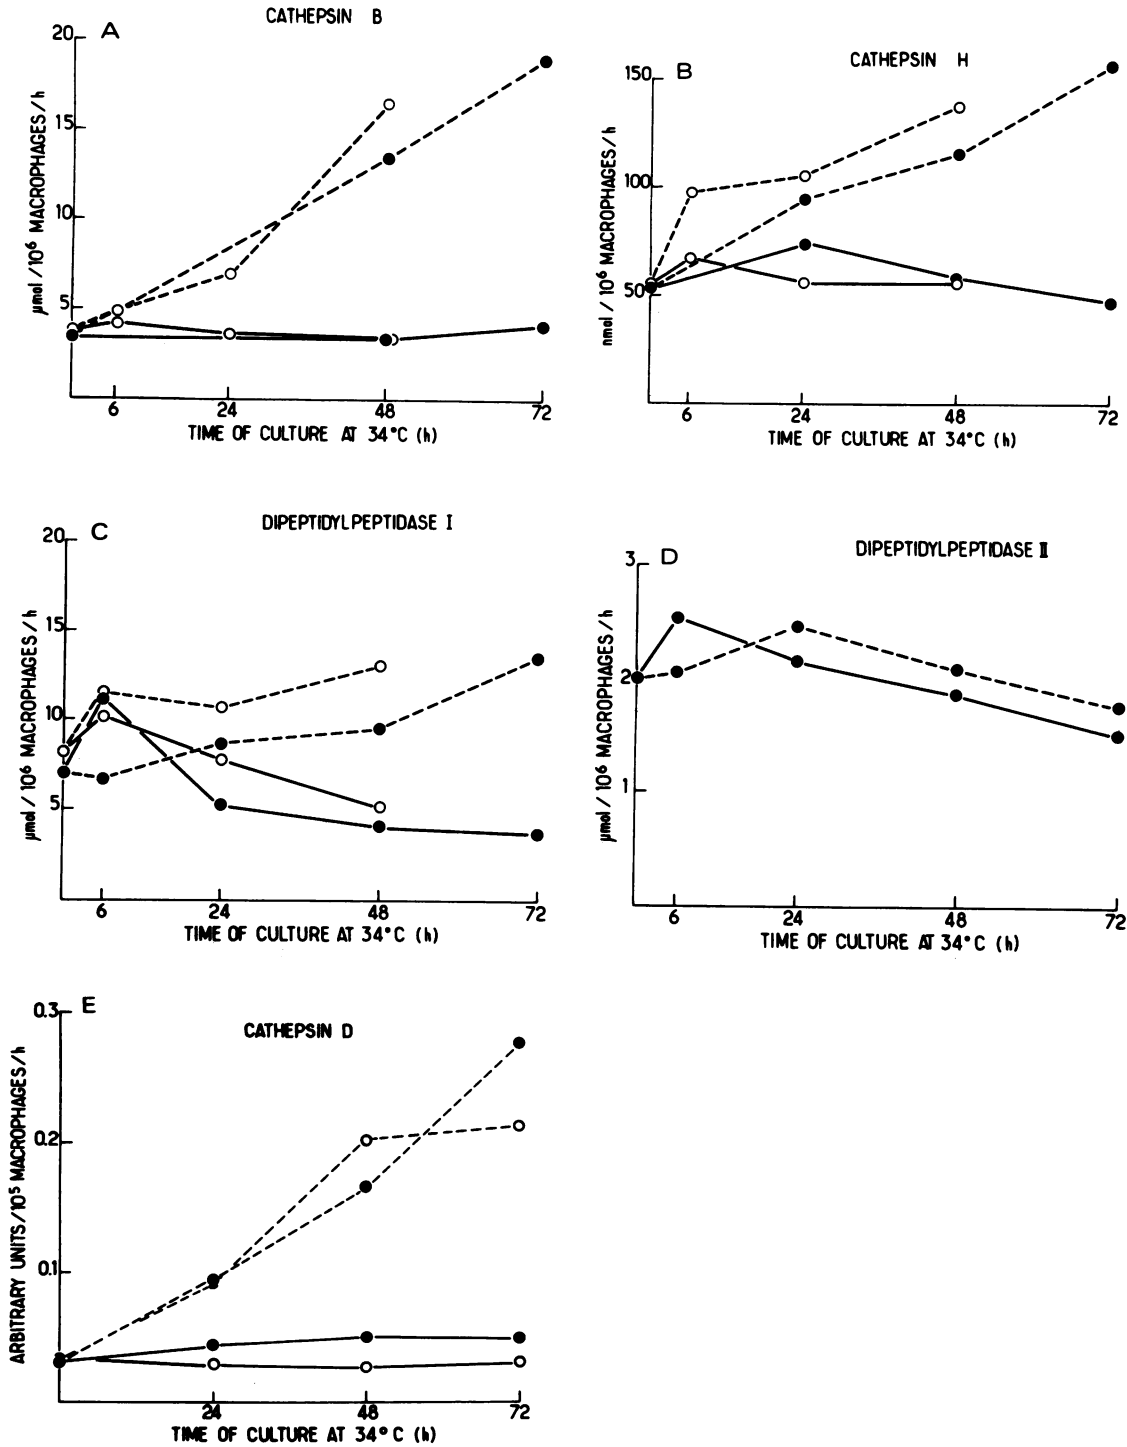 A
CATHEPSIN B
20
15
10
5
µmol /10⁶ MACROPHAGES /h
6 24 48 72
TIME OF CULTURE AT 34°C (h)
B
CATHEPSIN H
150
100
50
nmol / 10⁶ MACROPHAGES/h
6 24 48 72
TIME OF CULTURE AT 34°C (h)
C
DIPEPTIDYLPEPTIDASE I
20
15
10
5
µmol / 10⁶ MACROPHAGES / h
6 24 48 72
TIME OF CULTURE AT 34°C (h)
D
DIPEPTIDYLPEPTIDASE II
3
2
1
µmol / 10⁶ MACROPHAGES / h
6 24 48 72
TIME OF CULTURE AT 34°C (h)
E
CATHEPSIN D
0.3
0.2
0.1
ARBITRARY UNITS/10⁵ MACROPHAGES/h
24 48 72
TIME OF CULTURE AT 34°C (h)